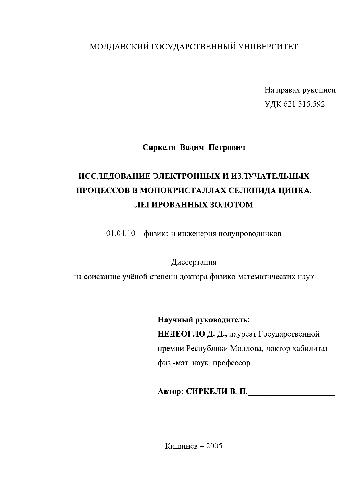 МОЛДАВСКИЙ ГОСУДАРСТВЕННЫЙ УНИВЕРСИТЕТ
На правах рукописи
УДК 621.315.592
Сиркели Вадим Петрович
ИССЛЕДОВАНИЕ ЭЛЕКТРОННЫХ И ИЗЛУЧАТЕЛЬНЫХ
ПРОЦЕССОВ В МОНОКРИСТАЛЛАХ СЕЛЕНИДА ЦИНКА,
ЛЕГИРОВАННЫХ ЗОЛОТОМ
01.04.10 – физика и инженерия полупроводников
Диссертация
на соискание учёной степени доктора физико-математических наук
Научный руководитель:
НЕДЕОГЛО Д. Д., лауреат Государственной
премии Республики Молдова, доктор хабилитат
физ.-мат. наук, профессор
Автор: СИРКЕЛИ В. П.
Кишинев – 2005